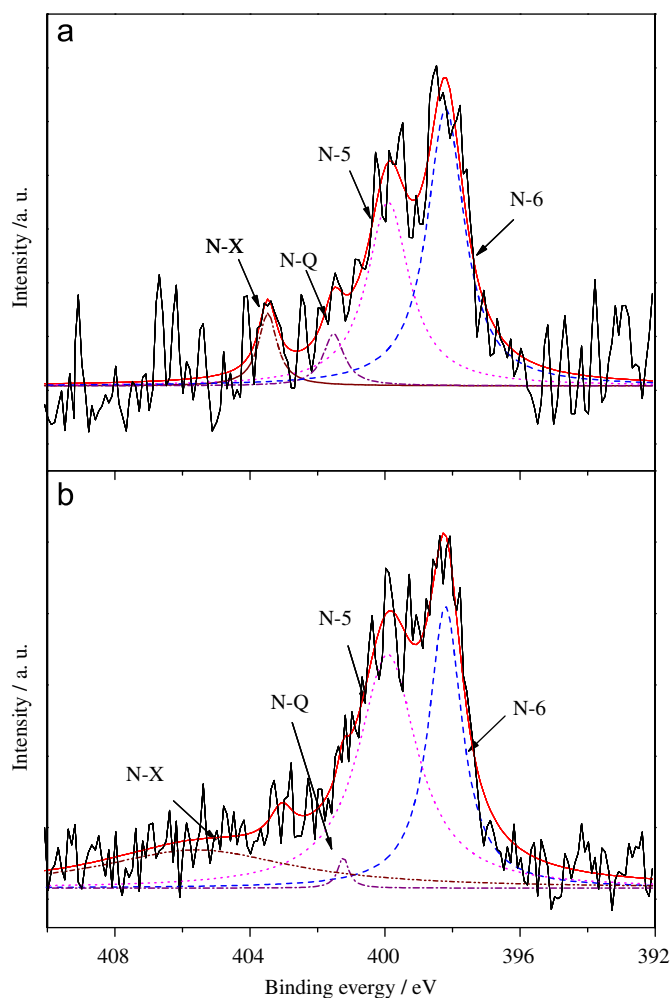 a
N-5
N-6
N-X
N-Q
Intensity /a. u.
b
N-5
N-Q
N-6
N-X
Intensity / a. u.
408
404
400
396
392
Binding evergy / eV